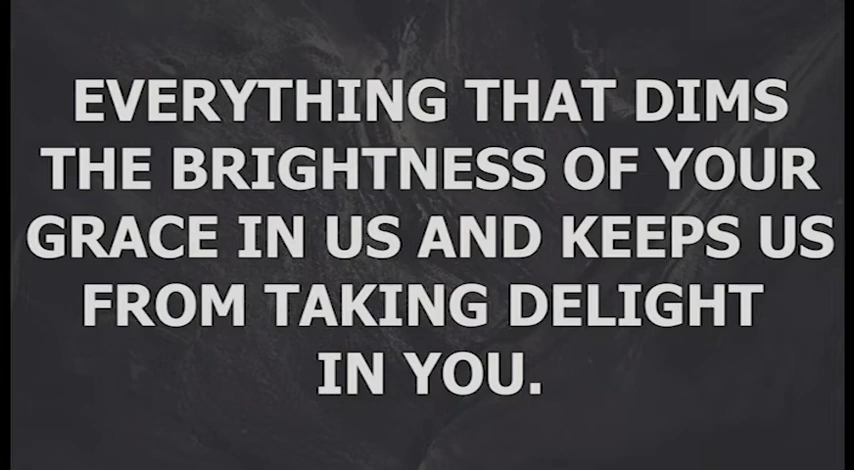 EVERYTHING THAT DIMS
THE BRIGHTNESS OF YOUR
GRACE IN US AND KEEPS US
FROM TAKING DELIGHT
IN YOU.